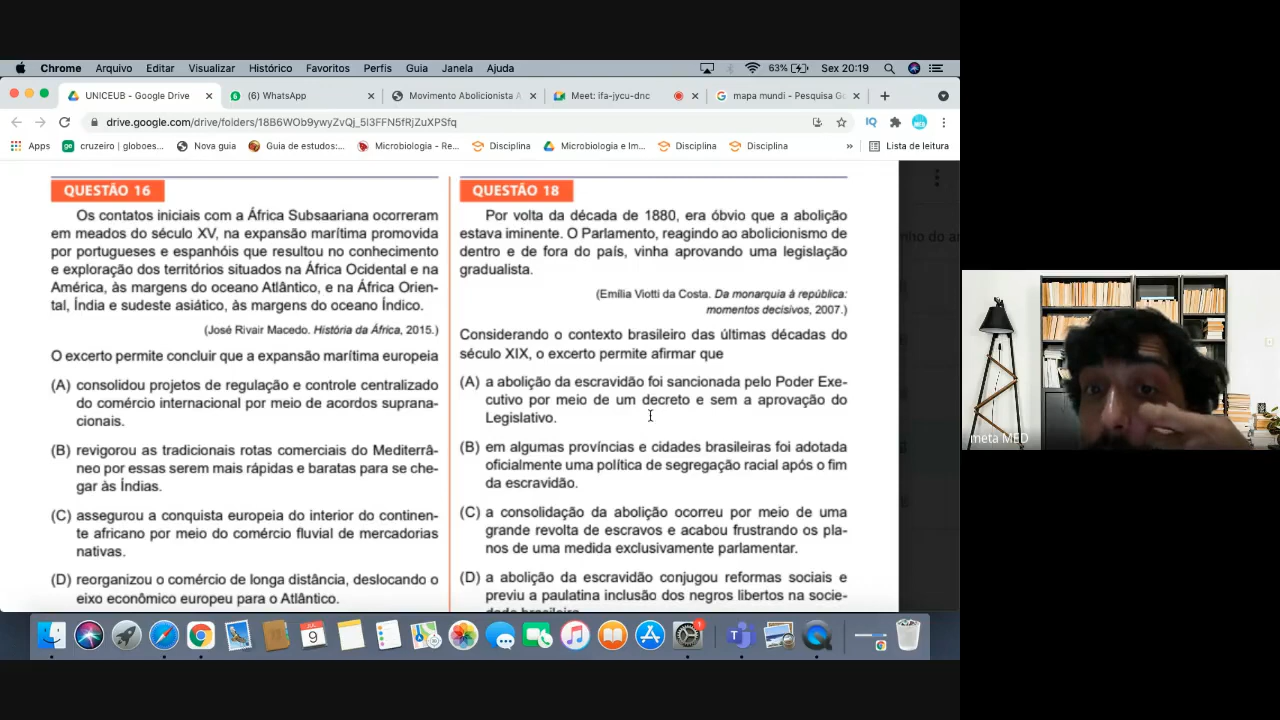 Chrome Arquivo Editar Visualizar Histórico Favoritos Perfis Guia Janela Ajuda 63% Sex 20:19
UNICEUB - Google Drive (6) WhatsApp Movimento Abolicionista A Meet: ifa-jycu-dnc mapa mundi - Pesquisa Go
drive.google.com/drive/folders/18B6WOb9ywyZvQj_5I3FFN5fRjZuXPSfq IQ
Apps cruzeiro | globoes... Nova guia Guia de estudos:... Microbiologia - Re... Disciplina Microbiologia e Im... Disciplina Disciplina » Lista de leitura
QUESTÃO 16
Os contatos iniciais com a África Subsaariana ocorreram
em meados do século XV, na expansão marítima promovida
por portugueses e espanhóis que resultou no conhecimento
e exploração dos territórios situados na África Ocidental e na
América, às margens do oceano Atlântico, e na África Orien-
tal, Índia e sudeste asiático, às margens do oceano Índico.
(José Rivair Macedo. História da África, 2015.)
O excerto permite concluir que a expansão marítima europeia
(A) consolidou projetos de regulação e controle centralizado
do comércio internacional por meio de acordos suprana-
cionais.
(B) revigorou as tradicionais rotas comerciais do Mediterrâ-
neo por essas serem mais rápidas e baratas para se che-
gar às Índias.
(C) assegurou a conquista europeia do interior do continen-
te africano por meio do comércio fluvial de mercadorias
nativas.
(D) reorganizou o comércio de longa distância, deslocando o
eixo econômico europeu para o Atlântico.
QUESTÃO 18
Por volta da década de 1880, era óbvio que a abolição
estava iminente. O Parlamento, reagindo ao abolicionismo de
dentro e de fora do país, vinha aprovando uma legislação
gradualista.
(Emília Viotti da Costa. Da monarquia à república:
momentos decisivos, 2007.)
Considerando o contexto brasileiro das últimas décadas do
século XIX, o excerto permite afirmar que
(A) a abolição da escravidão foi sancionada pelo Poder Exe-
cutivo por meio de um decreto e sem a aprovação do
Legislativo.
(B) em algumas províncias e cidades brasileiras foi adotada
oficialmente uma política de segregação racial após o fim
da escravidão.
(C) a consolidação da abolição ocorreu por meio de uma
grande revolta de escravos e acabou frustrando os pla-
nos de uma medida exclusivamente parlamentar.
(D) a abolição da escravidão conjugou reformas sociais e
previu a paulatina inclusão dos negros libertos na socie-
dade brasileira.
meta MED
JUL
9
1